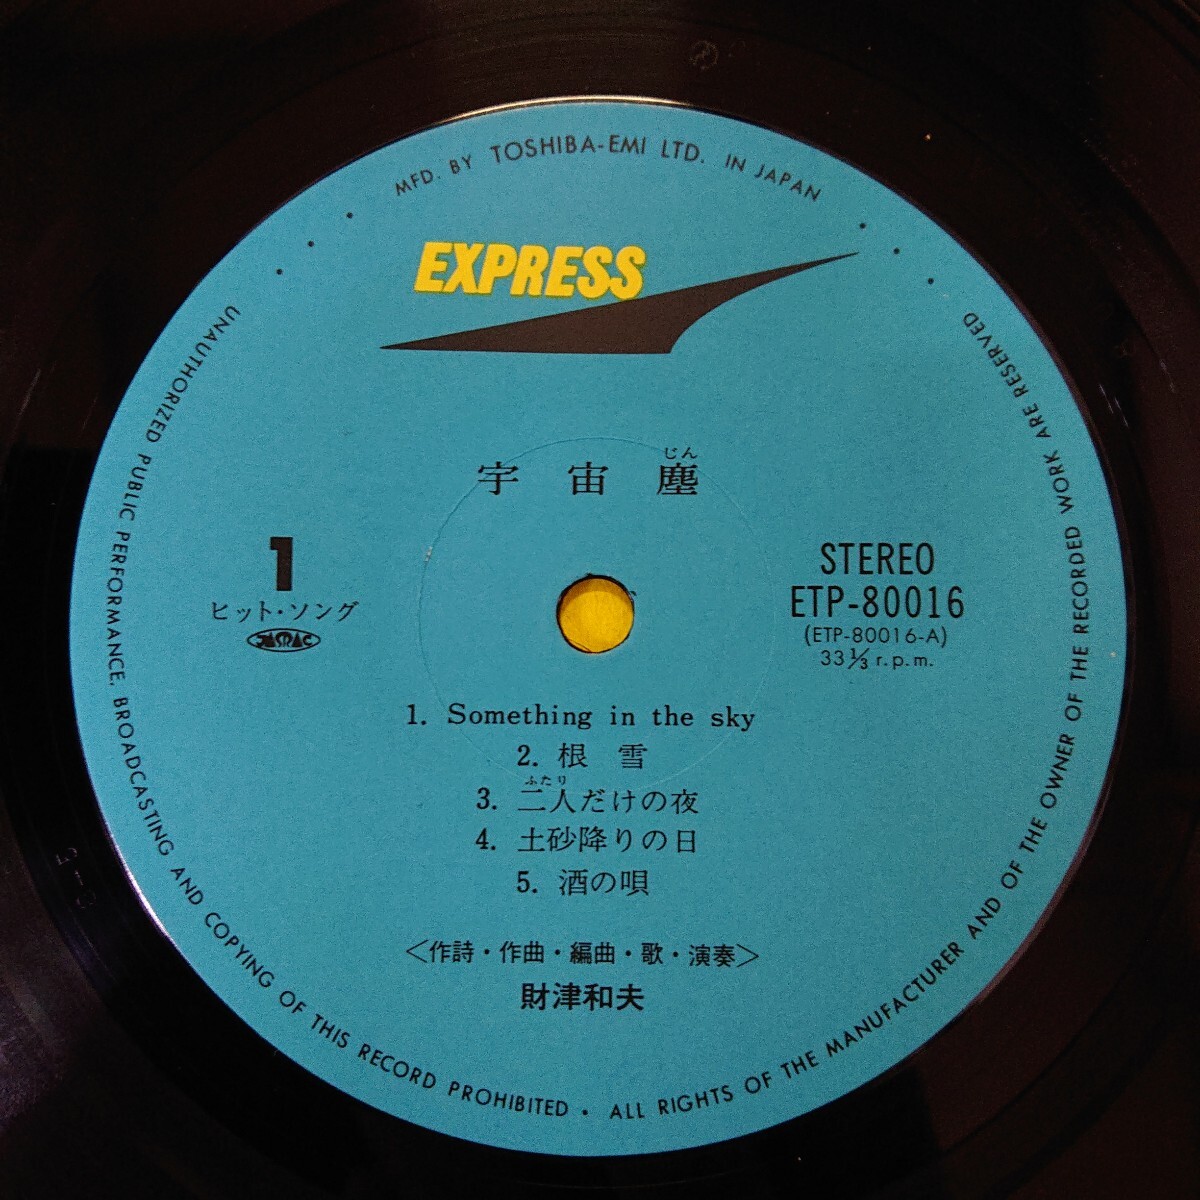 MFD. BY TOSHIBA-EMI LTD. IN JAPAN
EXPRESS
じん
宇宙塵
1
ヒット・ソング
JASRAC
STEREO
ETP-80016
(ETP-80016-A)
33 1/3 r.p.m.
1. Something in the sky
2. 根雪
ふたり
3. 二人だけの夜
4. 土砂降りの日
5. 酒の唄
<作詩・作曲・編曲・歌・演奏>
財津和夫
UNAUTHORIZED PUBLIC PERFORMANCE, BROADCASTING AND COPYING OF THIS RECORD PROHIBITED • ALL RIGHTS OF THE MANUFACTURER AND OF THE OWNER OF THE RECORDED WORK ARE RESERVED